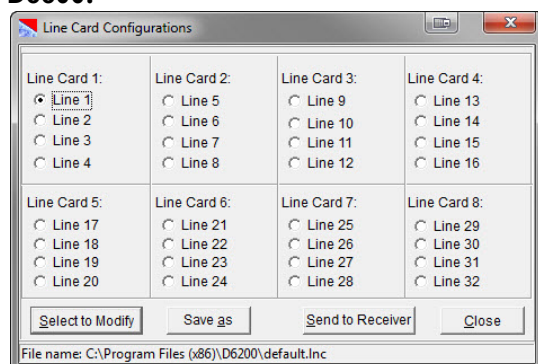 Line Card Configurations
Line Card 1:
Line 1
Line 2
Line 3
Line 4
Line Card 2:
Line 5
Line 6
Line 7
Line 8
Line Card 3:
Line 9
Line 10
Line 11
Line 12
Line Card 4:
Line 13
Line 14
Line 15
Line 16
Line Card 5:
Line 17
Line 18
Line 19
Line 20
Line Card 6:
Line 21
Line 22
Line 23
Line 24
Line Card 7:
Line 25
Line 26
Line 27
Line 28
Line Card 8:
Line 29
Line 30
Line 31
Line 32
Select to Modify
Save as
Send to Receiver
Close
File name: C:\Program Files (x86)\D6200\default.lnc